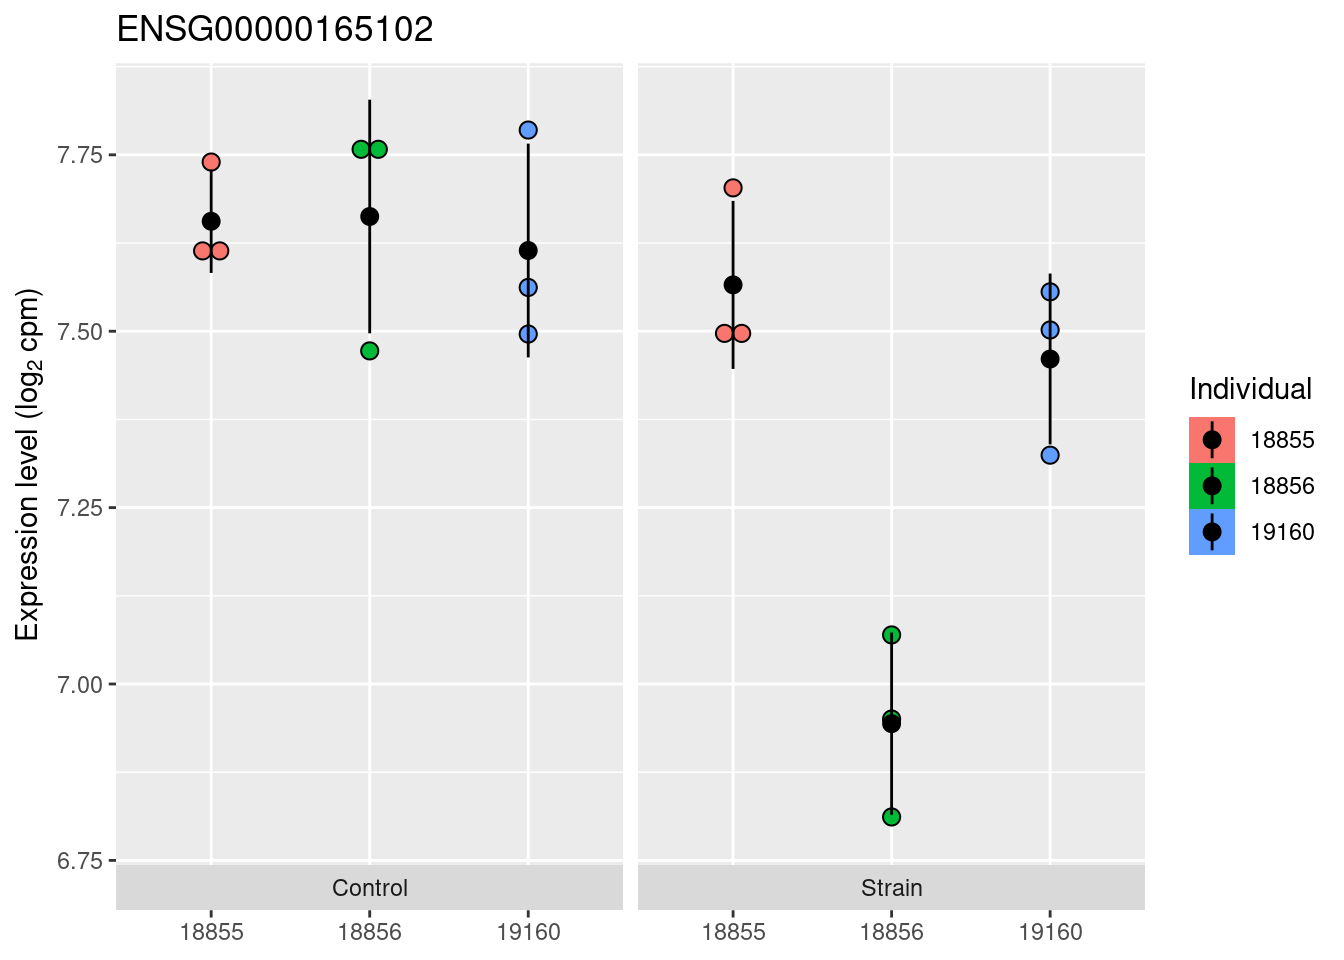 ENSG00000165102
Expression level (log2 cpm)
7.75
7.50
7.25
7.00
6.75
Control
Strain
18855
18856
19160
18855
18856
19160
Individual
18855
18856
19160